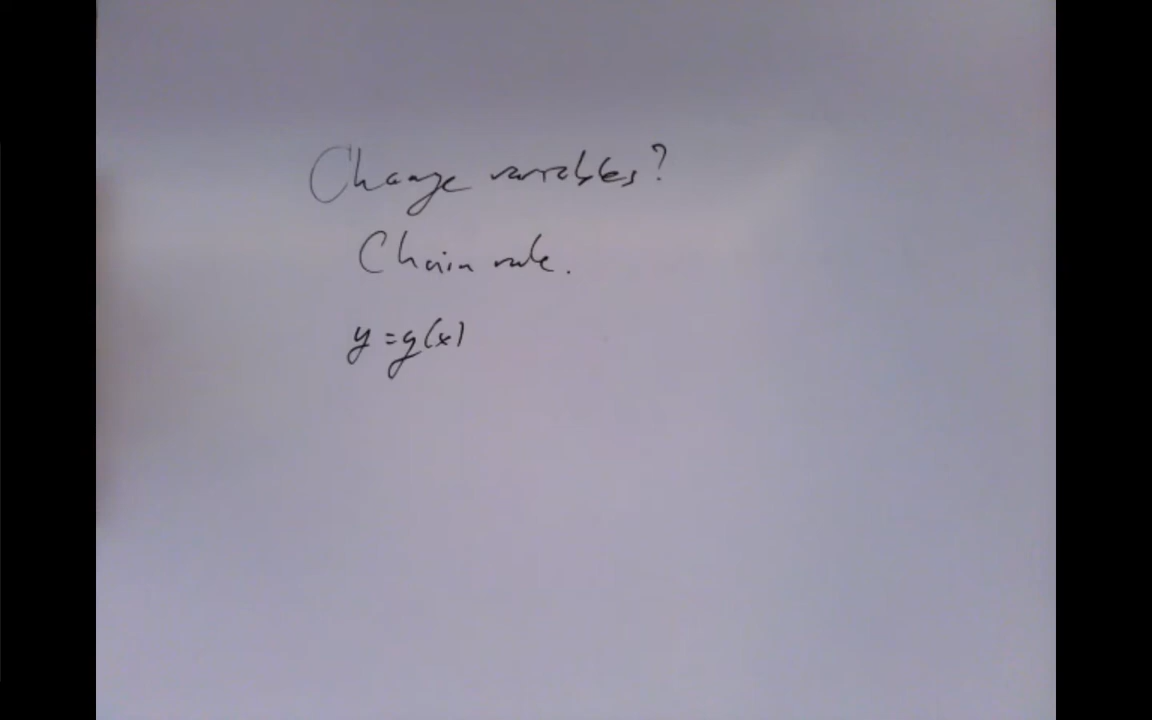 Change variables?
Chain rule.
y = g(x)